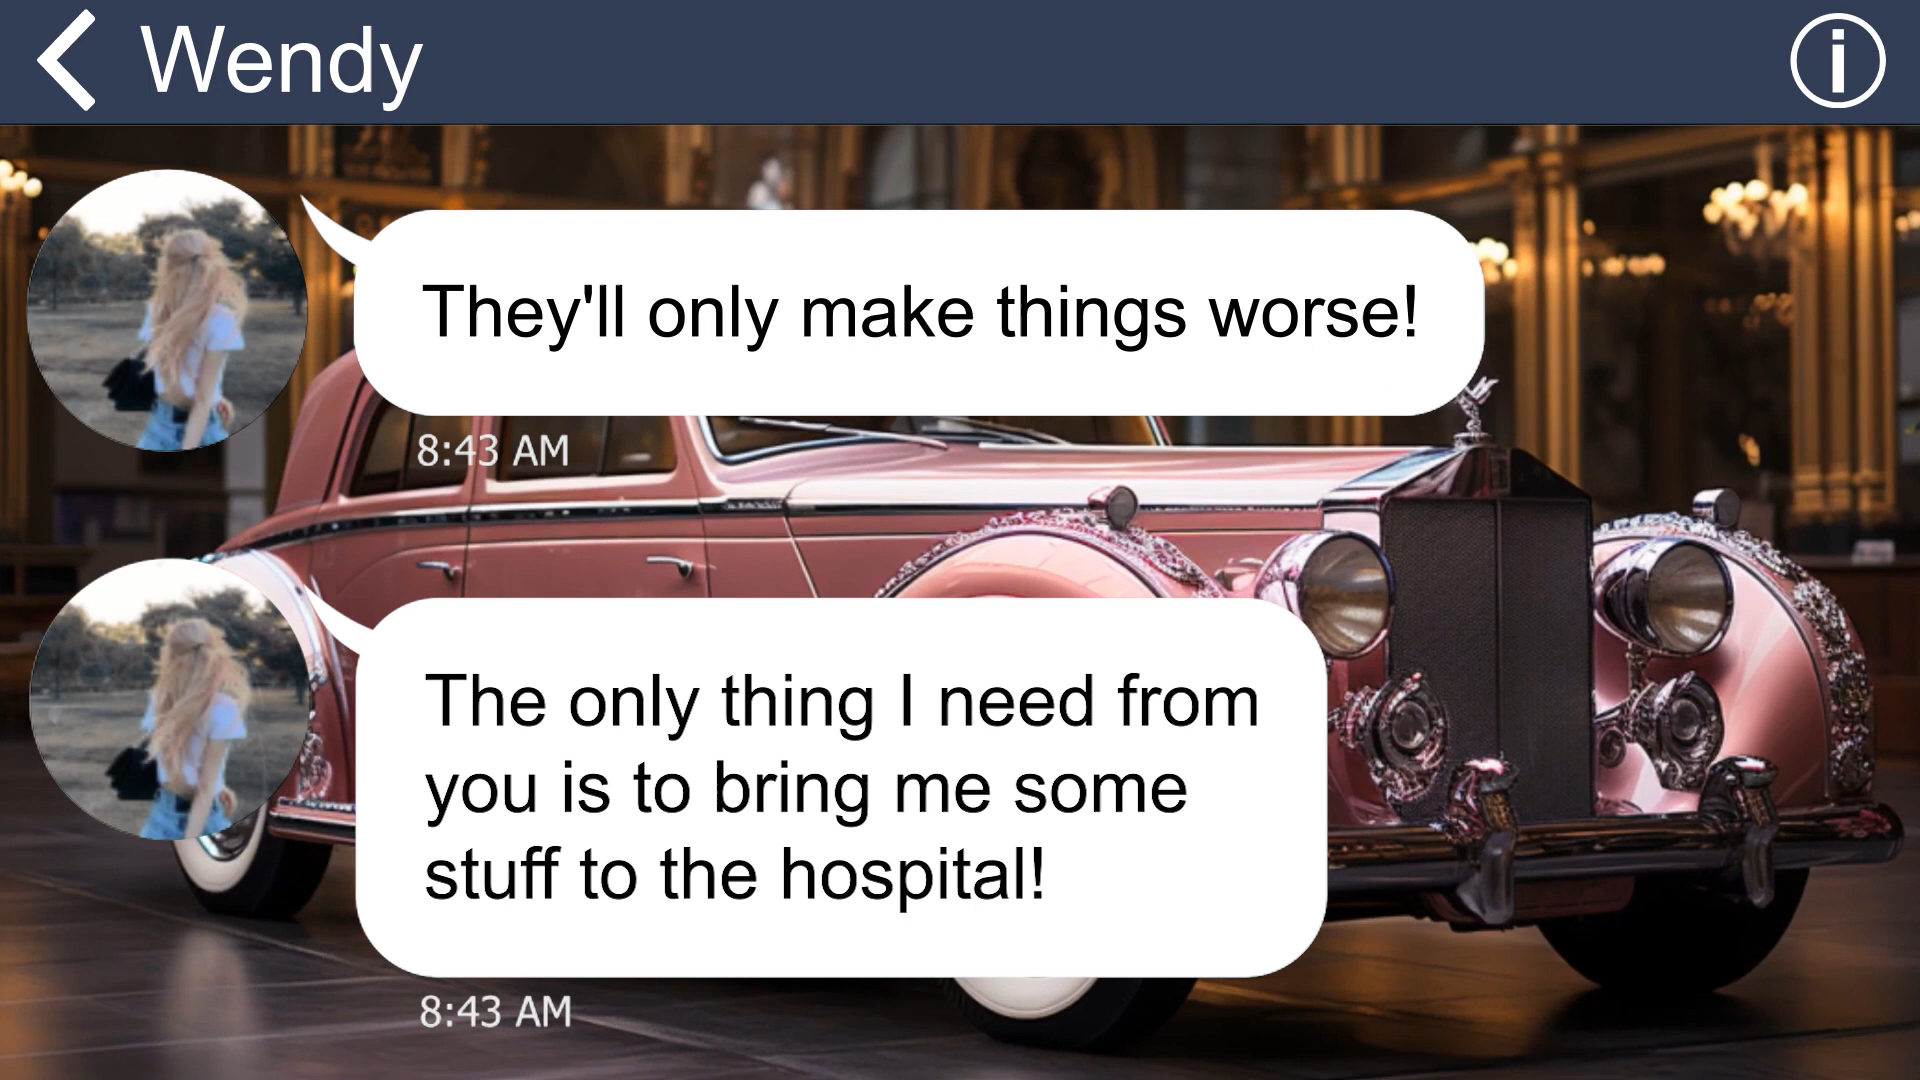 Wendy
They'll only make things worse!
8:43 AM
The only thing I need from
you is to bring me some
stuff to the hospital!
8:43 AM